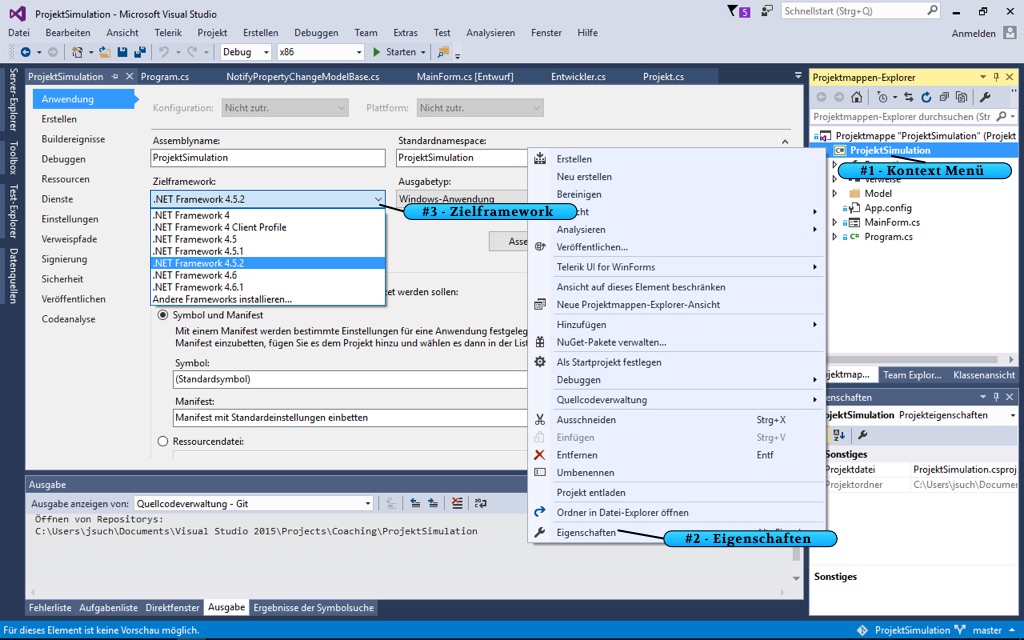 ProjektSimulation - Microsoft Visual Studio
5
Schnellstart (Strg+Q)
Datei Bearbeiten Ansicht Telerik Projekt Erstellen Debuggen Team Extras Test Analysieren Fenster Hilfe
Anmelden
Debug x86 Starten
Server-Explorer
Toolbox
Test-Explorer
Datenquellen
ProjektSimulation Program.cs NotifyPropertyChangeModelBase.cs MainForm.cs [Entwurf] Entwickler.cs Projekt.cs
Anwendung
Erstellen
Buildereignisse
Debuggen
Ressourcen
Dienste
Einstellungen
Verweispfade
Signierung
Sicherheit
Veröffentlichen
Codeanalyse
Konfiguration: Nicht zutr. Plattform: Nicht zutr.
Assemblyname: Standardnamespace:
ProjektSimulation ProjektSimulation
Zielframework: Ausgabetyp:
.NET Framework 4.5.2 Windows-Anwendung
#3 - Zielframework
.NET Framework 4
.NET Framework 4 Client Profile
.NET Framework 4.5
.NET Framework 4.5.1
.NET Framework 4.5.2
.NET Framework 4.6
.NET Framework 4.6.1
Andere Frameworks installieren...
Asse
tet werden sollen:
Symbol und Manifest
Mit einem Manifest werden bestimmte Einstellungen für eine Anwendung festgeleg
Manifest einzubetten, fügen Sie es dem Projekt hinzu und wählen es dann in der List
Symbol:
(Standardsymbol)
Manifest:
Manifest mit Standardeinstellungen einbetten
Ressourcendatei:
Erstellen
Neu erstellen
Bereinigen
cht
Analysieren
Veröffentlichen...
Telerik UI for WinForms
Ansicht auf dieses Element beschränken
Neue Projektmappen-Explorer-Ansicht
Hinzufügen
NuGet-Pakete verwalten...
Als Startprojekt festlegen
Debuggen
Quellcodeverwaltung
Ausschneiden Strg+X
Einfügen Strg+V
Entfernen Entf
Umbenennen
Projekt entladen
Ordner in Datei-Explorer öffnen
Eigenschaften
#2 - Eigenschaften
Projektmappen-Explorer
Projektmappen-Explorer durchsuchen (Str
Projektmappe "ProjektSimulation" (Projekt
ProjektSimulation
#1 - Kontext Menü
Verweise
Model
App.config
MainForm.cs
Program.cs
jektmap... Team Explor... Klassenansicht
enschaften
jektSimulation Projekteigenschaften
Sonstiges
Projektdatei ProjektSimulation.csproj
Projektordner C:\Users\jsuch\Documer
Sonstiges
Ausgabe
Ausgabe anzeigen von: Quellcodeverwaltung - Git
Öffnen von Repositorys:
C:\Users\jsuch\Documents\Visual Studio 2015\Projects\Coaching\ProjektSimulation
Fehlerliste Aufgabenliste Direktfenster Ausgabe Ergebnisse der Symbolsuche
Für dieses Element ist keine Vorschau möglich.
ProjektSimulation master